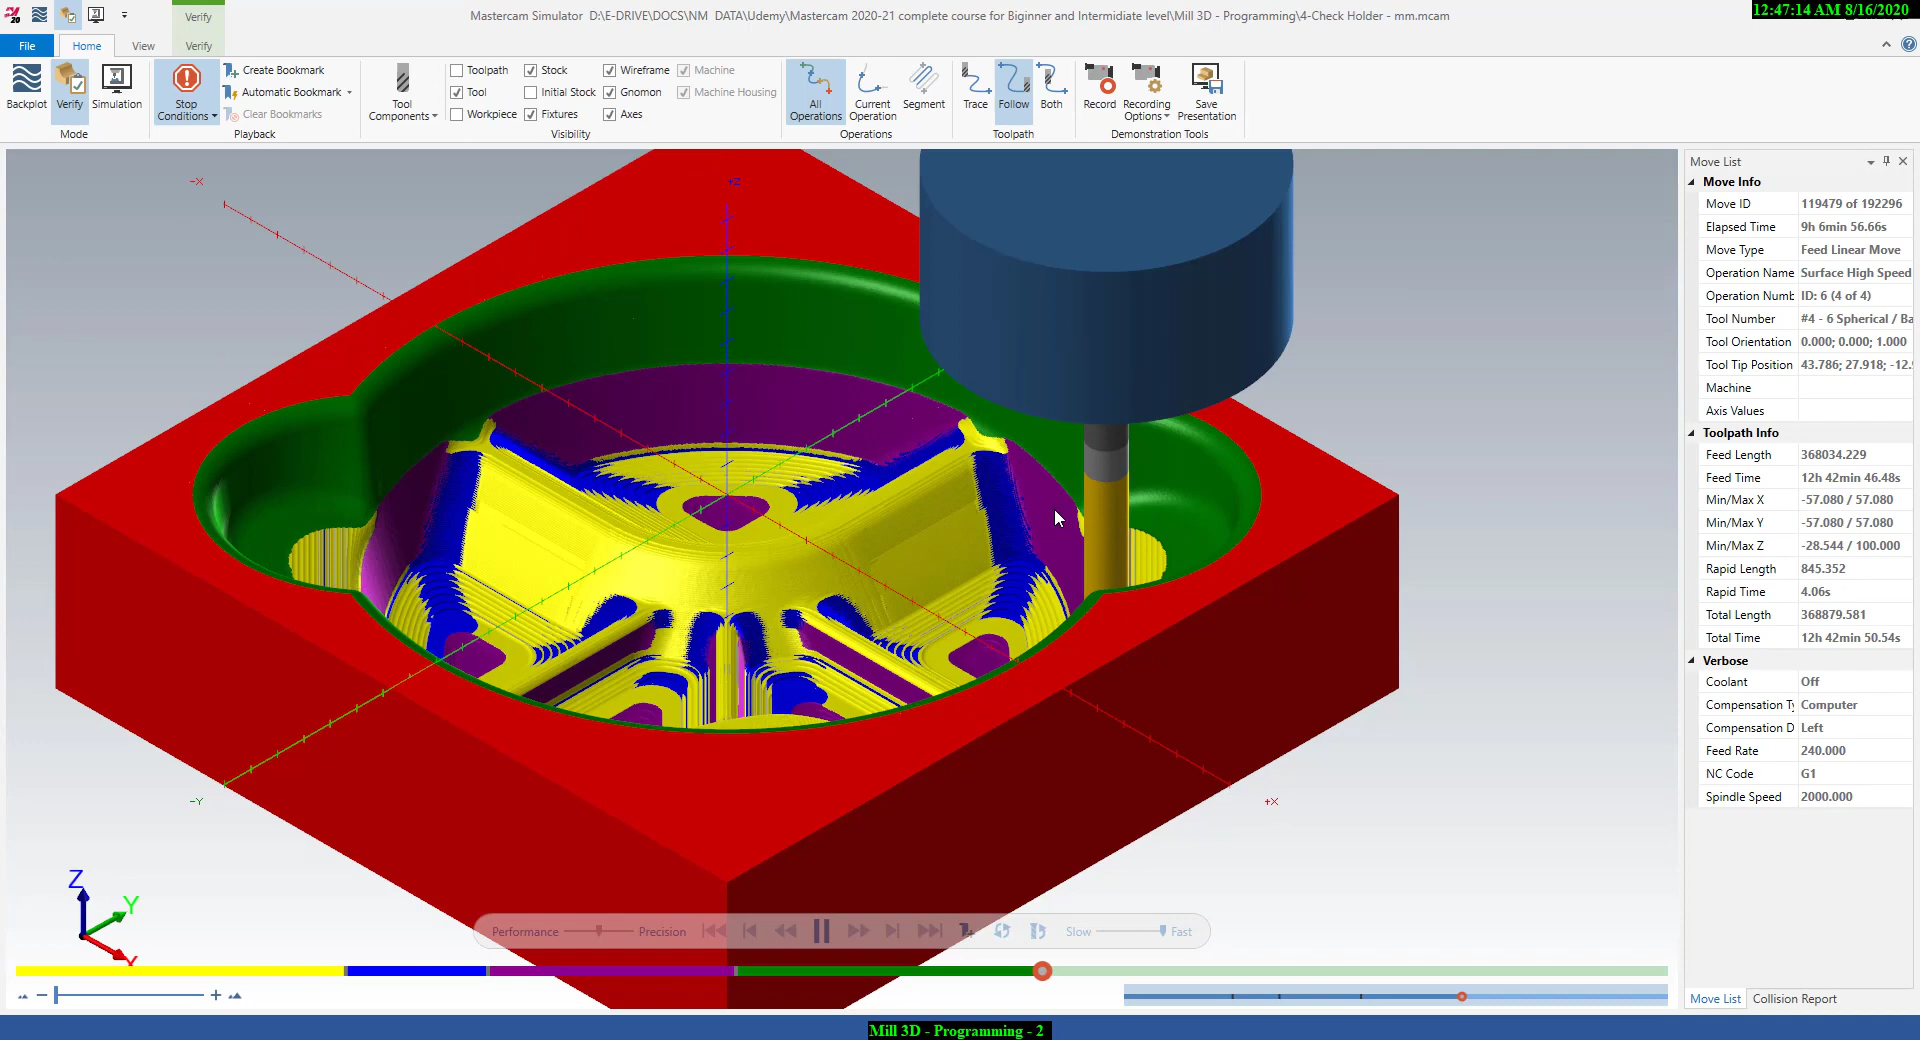 12:47:14 AM 8/16/2020
Mastercam Simulator D:\E-DRIVE\DOCS\NM DATA\Udemy\Mastercam 2020-21 complete course for Biginner and Intermidiate level\Mill 3D - Programming\4-Check Holder - mm.mcam
Verify
File Home View Verify
Backplot Verify Simulation
Mode
Stop Conditions
Create Bookmark
Automatic Bookmark
Clear Bookmarks
Playback
Tool Components
Toolpath Stock Wireframe Machine
Tool Initial Stock Gnomon Machine Housing
Workpiece Fixtures Axes
Visibility
All Operations
Current Operation
Segment
Operations
Trace Follow Both
Toolpath
Record
Recording Options
Save Presentation
Demonstration Tools
-X
+Z
-Y
+X
Z
Y
X
Performance Precision Slow Fast
Move List
Move Info
Move ID 119479 of 192296
Elapsed Time 9h 6min 56.66s
Move Type Feed Linear Move
Operation Name Surface High Speed
Operation Numb ID: 6 (4 of 4)
Tool Number #4 - 6 Spherical / Ba
Tool Orientation 0.000; 0.000; 1.000
Tool Tip Position 43.786; 27.918; -12.
Machine
Axis Values
Toolpath Info
Feed Length 368034.229
Feed Time 12h 42min 46.48s
Min/Max X -57.080 / 57.080
Min/Max Y -57.080 / 57.080
Min/Max Z -28.544 / 100.000
Rapid Length 845.352
Rapid Time 4.06s
Total Length 368879.581
Total Time 12h 42min 50.54s
Verbose
Coolant Off
Compensation Ty Computer
Compensation D Left
Feed Rate 240.000
NC Code G1
Spindle Speed 2000.000
Move List Collision Report
Mill 3D - Programming - 2